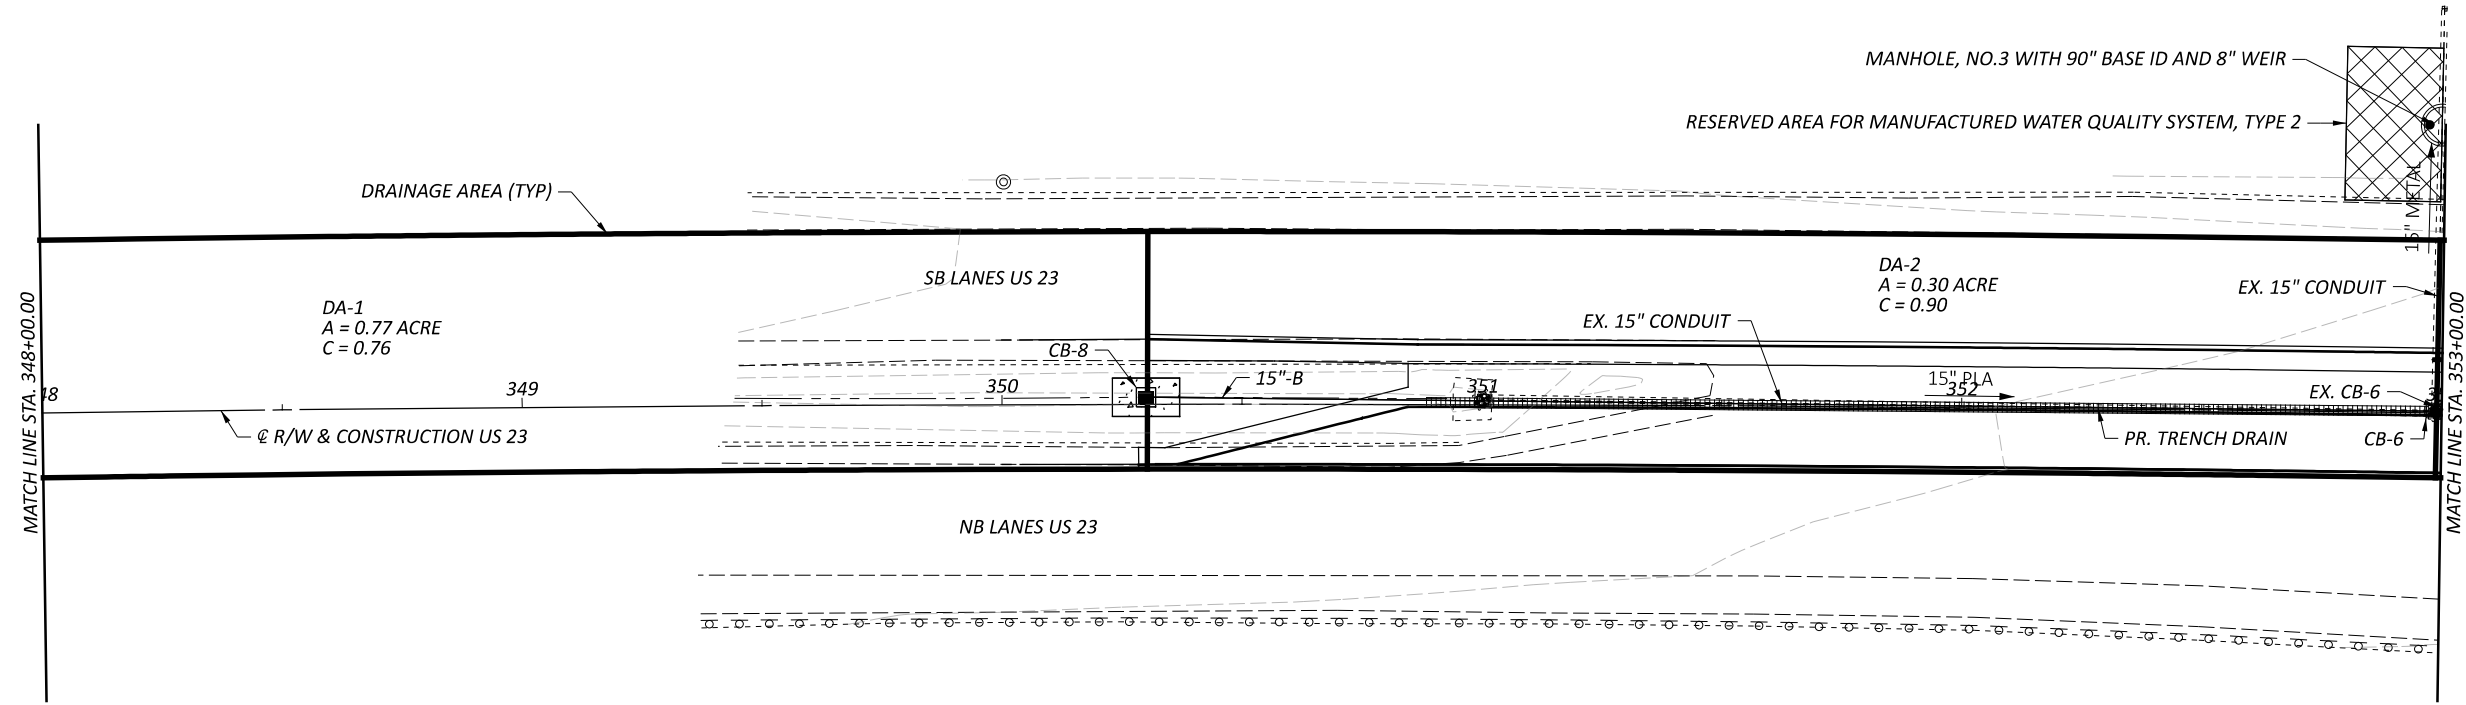 MANHOLE, NO.3 WITH 90" BASE ID AND 8" WEIR
RESERVED AREA FOR MANUFACTURED WATER QUALITY SYSTEM, TYPE 2
DRAINAGE AREA (TYP)
15" METAL
SB LANES US 23
DA-2
A = 0.30 ACRE
C = 0.90
EX. 15" CONDUIT
DA-1
A = 0.77 ACRE
C = 0.76
EX. 15" CONDUIT
CB-8
MATCH LINE STA. 348+00.00
MATCH LINE STA. 353+00.00
48
349
350
15"-B
351
15" PLA
352
EX. CB-6
℄ R/W & CONSTRUCTION US 23
PR. TRENCH DRAIN
CB-6
NB LANES US 23